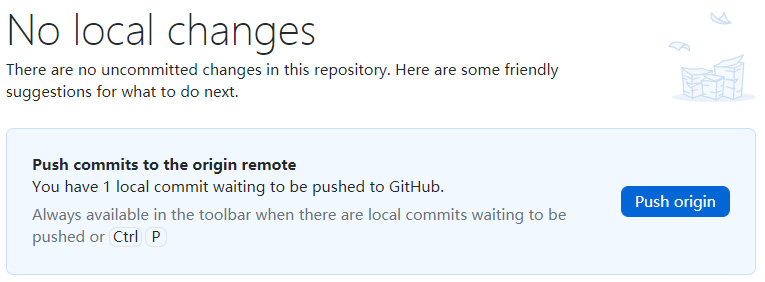 No local changes
There are no uncommitted changes in this repository. Here are some friendly
suggestions for what to do next.
Push commits to the origin remote
You have 1 local commit waiting to be pushed to GitHub.
Always available in the toolbar when there are local commits waiting to be
pushed or Ctrl P
Push origin